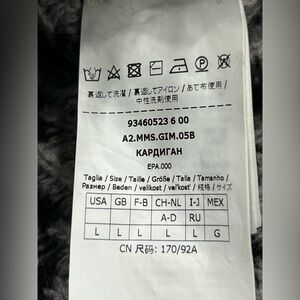 裏返して洗濯 / 裏返してアイロン / あて布使用 /
中性洗剤使用
93460523 6 00
A2.MMS.GIM.05B
КАРДИГАН
EPA.000
Taglia / Size / Taille / Größe / Talla / Tamanho /
Размер / Beden / velikost / veľkosť / 規格 / サイズ
USA GB F-B CH-NL I-J MEX
A-D RU
L L L L L G
CN 尺码: 170/92A